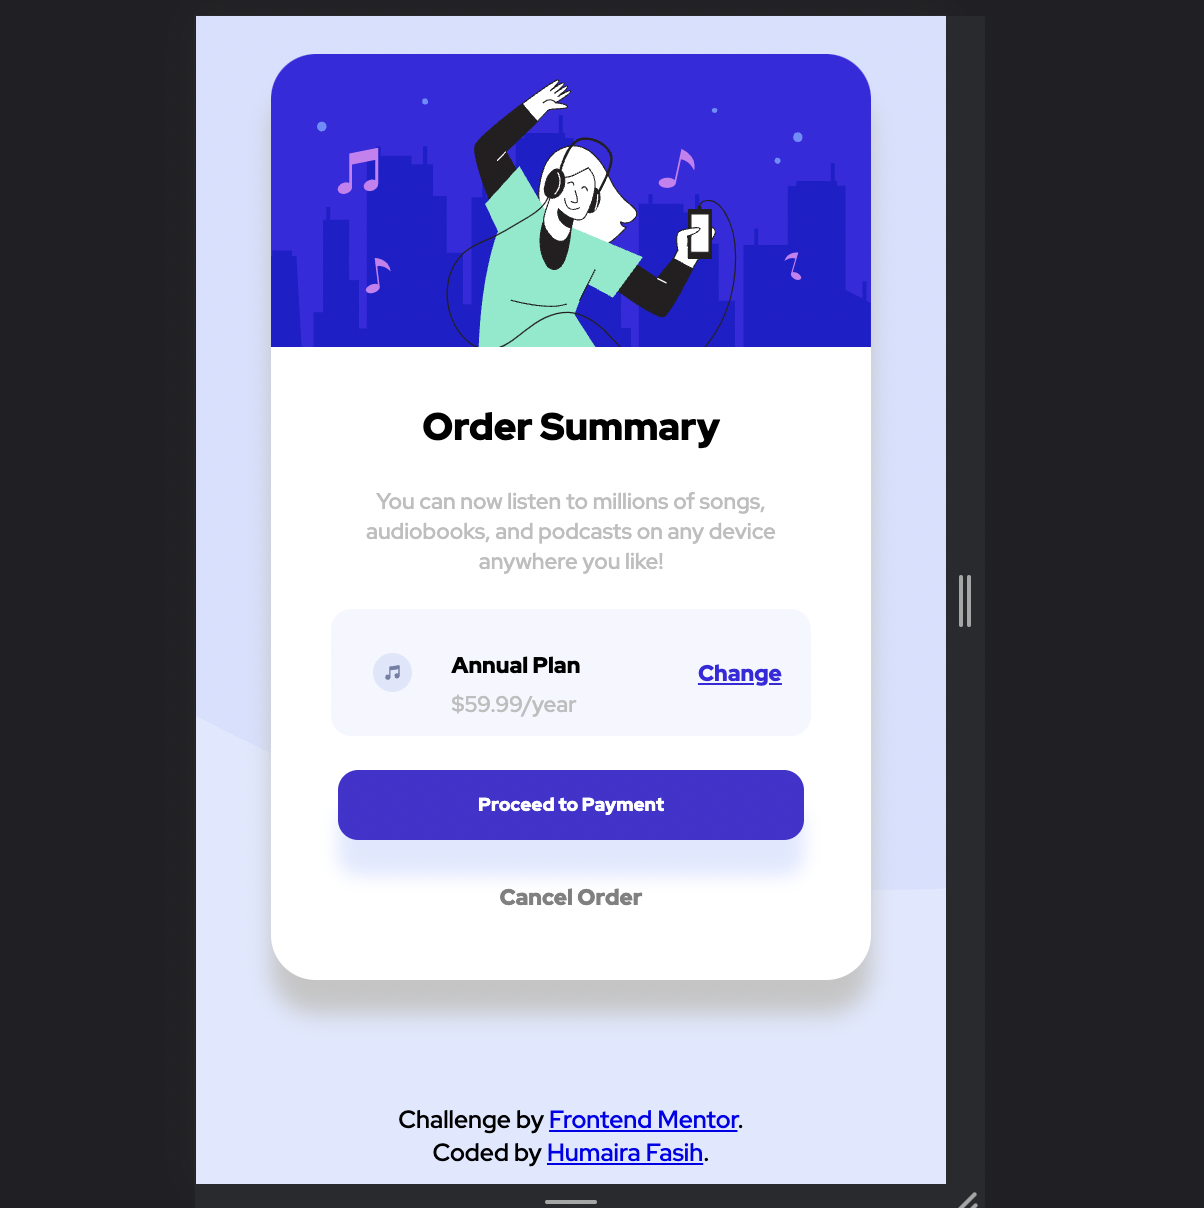 Order Summary
You can now listen to millions of songs,
audiobooks, and podcasts on any device
anywhere you like!
Annual Plan
Change
$59.99/year
Proceed to Payment
Cancel Order
Challenge by Frontend Mentor.
Coded by Humaira Fasih.